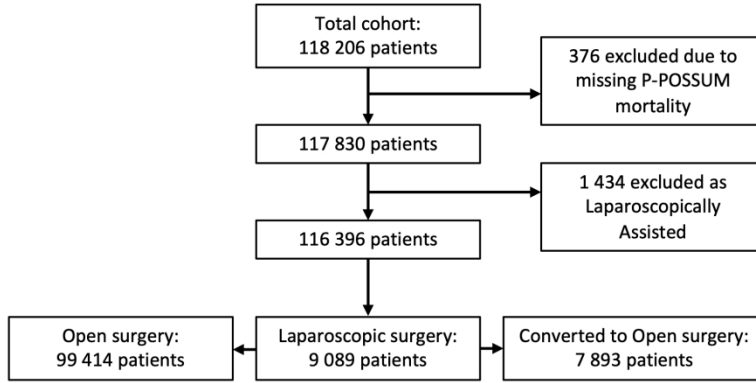 Total cohort:
118 206 patients
376 excluded due to
missing P-POSSUM
mortality
117 830 patients
1 434 excluded as
Laparoscopically
Assisted
116 396 patients
Open surgery:
99 414 patients
Laparoscopic surgery:
9 089 patients
Converted to Open surgery:
7 893 patients